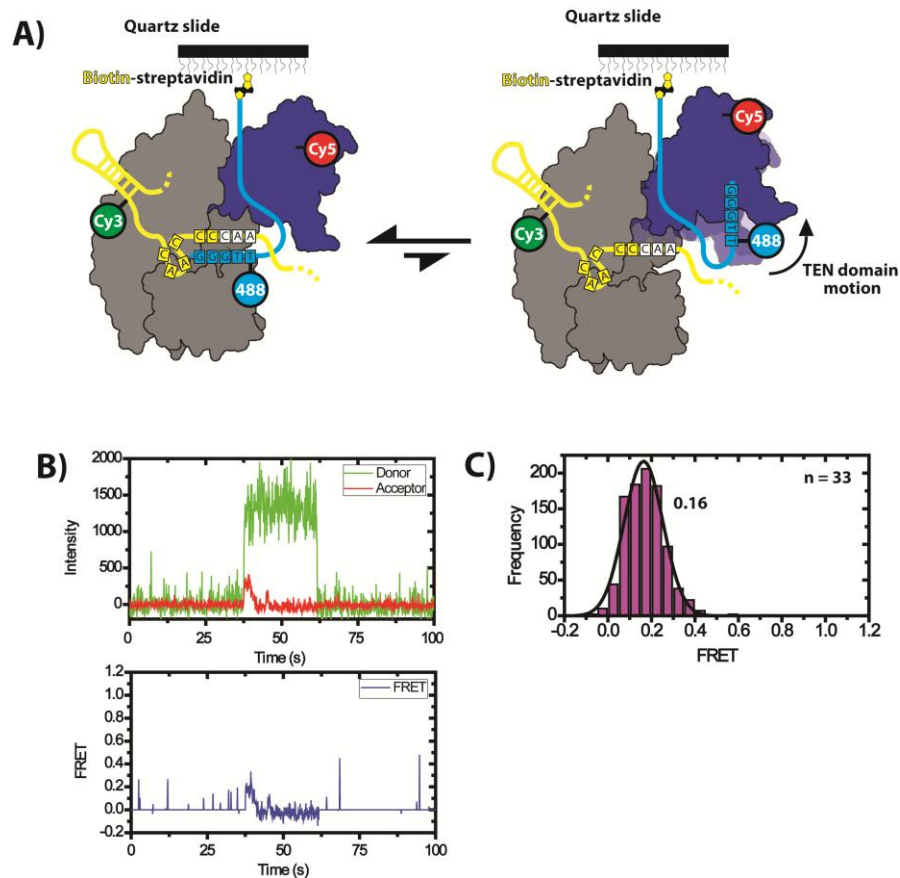 A)
Quartz slide
Biotin-streptavidin
Cy5
Cy3
C C C C A A
A A C
G G G T T
488
Quartz slide
Biotin-streptavidin
Cy5
G G G T T
488
Cy3
C C C C A A
A A C
TEN domain
motion
B)
2000
1500
1000
500
0
Intensity
Donor
Acceptor
0 25 50 75 100
Time (s)
1.2
1.0
0.8
0.6
0.4
0.2
0.0
-0.2
FRET
FRET
0 25 50 75 100
Time (s)
C)
200
150
100
50
0
Frequency
0.16
n = 33
-0.2 0.0 0.2 0.4 0.6 0.8 1.0 1.2
FRET